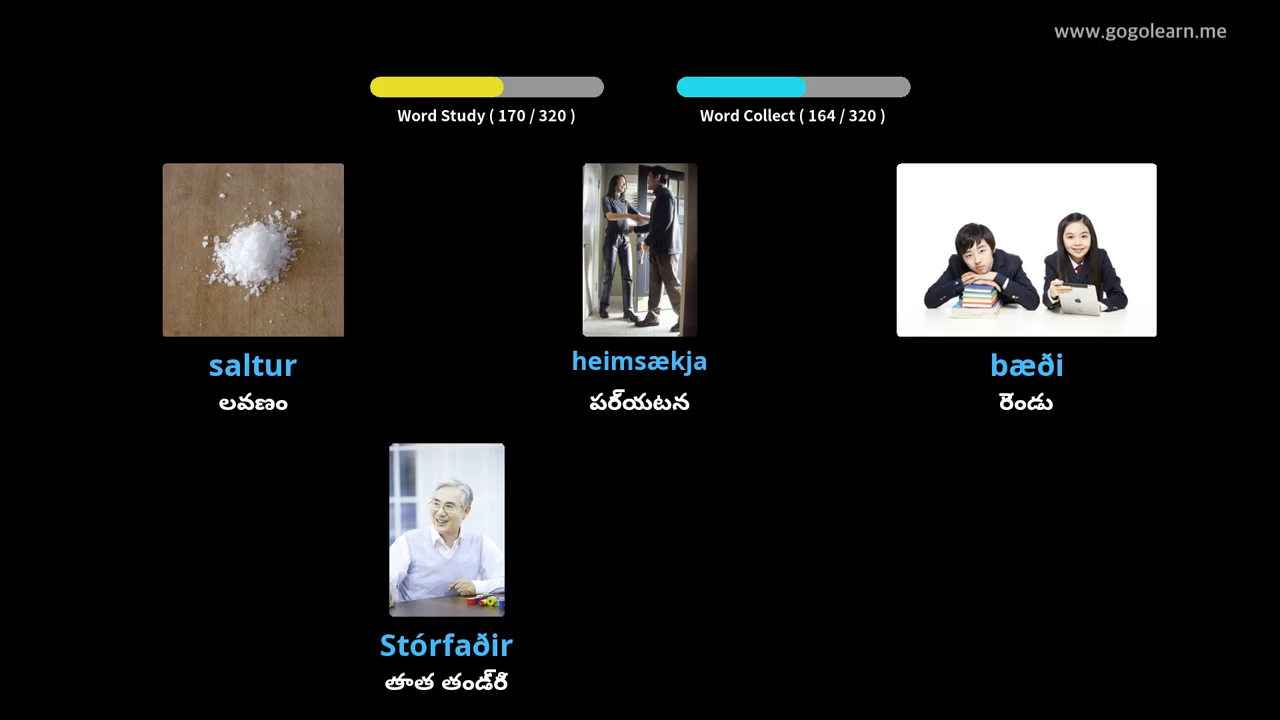 www.gogolearn.me
Word Study ( 170 / 320 )
Word Collect ( 164 / 320 )
saltur
లవణం
heimsækja
పర్‌యటన
bæði
రెండు
Stórfaðir
తాత తండ్‌రి